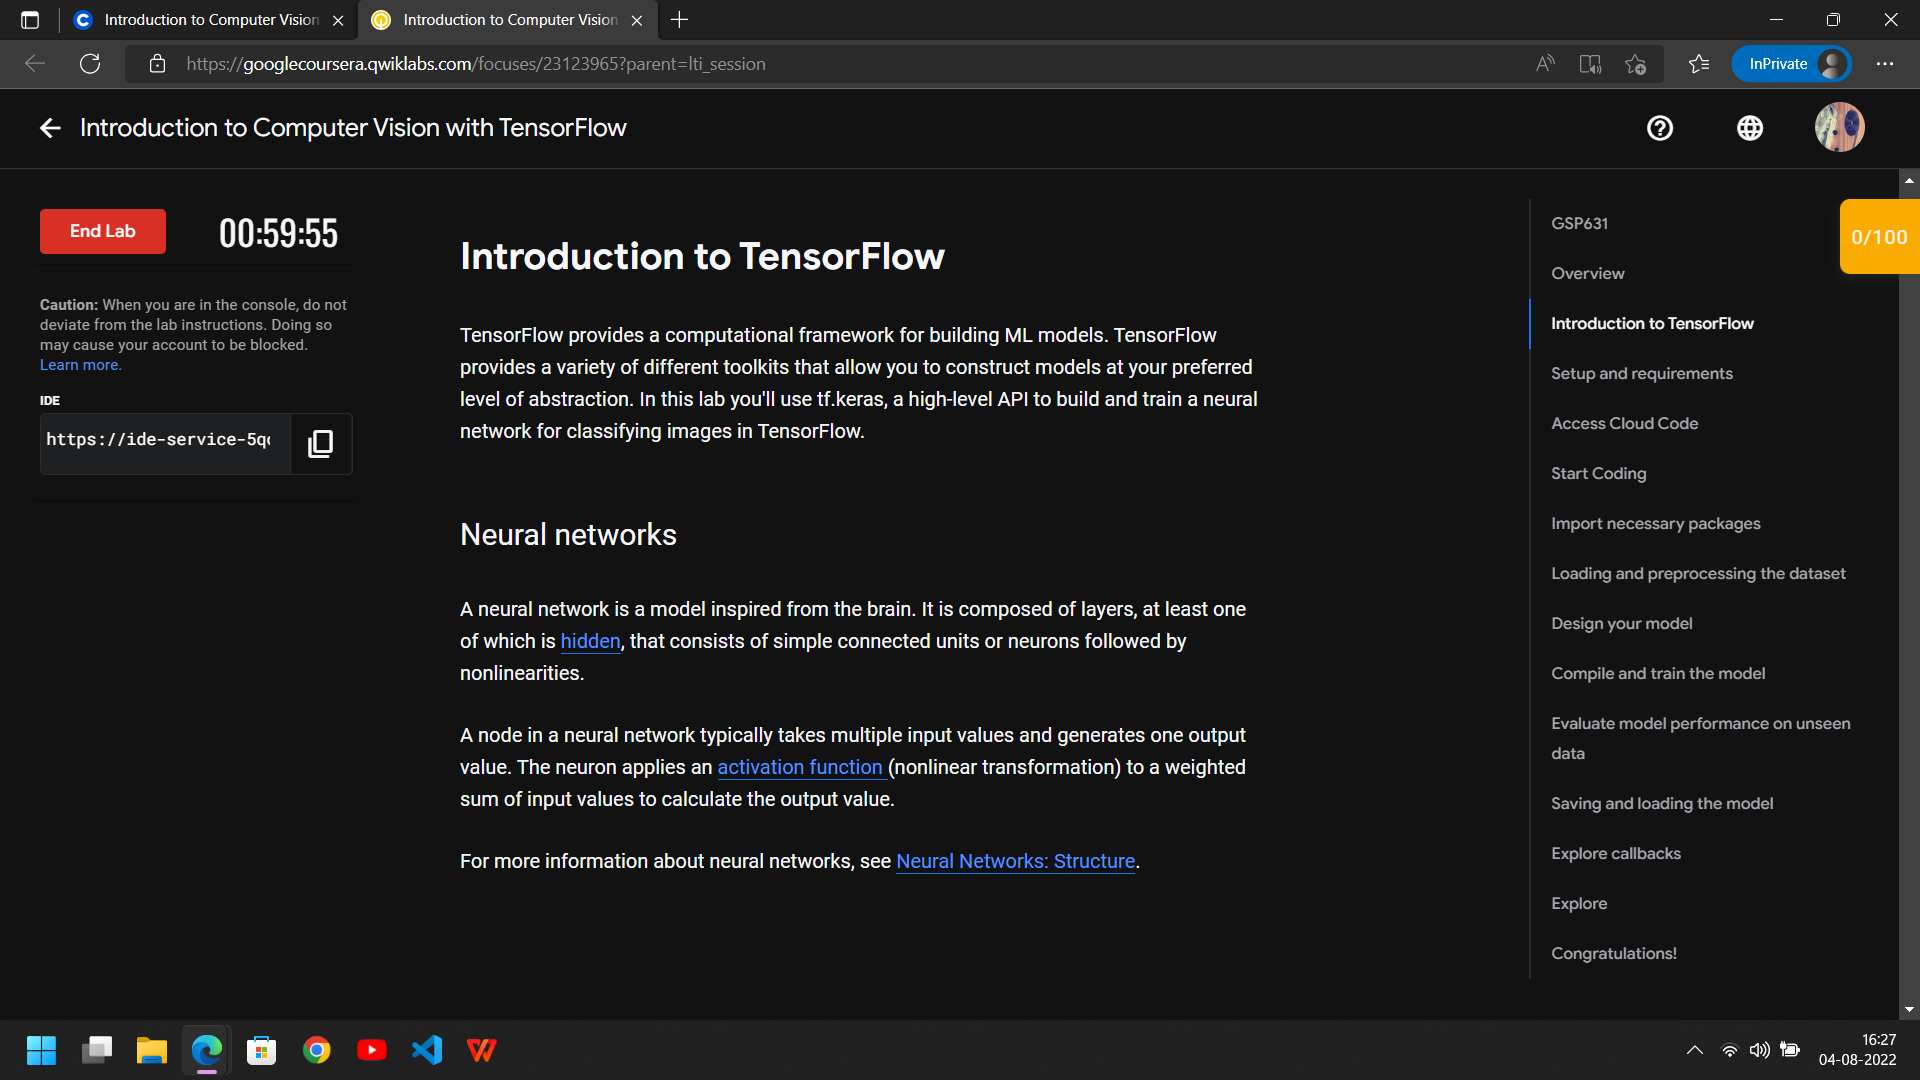 Introduction to Computer Vision
Introduction to Computer Vision
https://googlecoursera.qwiklabs.com/focuses/23123965?parent=lti_session
InPrivate
Introduction to Computer Vision with TensorFlow
End Lab
00:59:55
Caution: When you are in the console, do not
deviate from the lab instructions. Doing so
may cause your account to be blocked.
Learn more.
IDE
https://ide-service-5q
Introduction to TensorFlow
TensorFlow provides a computational framework for building ML models. TensorFlow
provides a variety of different toolkits that allow you to construct models at your preferred
level of abstraction. In this lab you'll use tf.keras, a high-level API to build and train a neural
network for classifying images in TensorFlow.
Neural networks
A neural network is a model inspired from the brain. It is composed of layers, at least one
of which is hidden, that consists of simple connected units or neurons followed by
nonlinearities.
A node in a neural network typically takes multiple input values and generates one output
value. The neuron applies an activation function (nonlinear transformation) to a weighted
sum of input values to calculate the output value.
For more information about neural networks, see Neural Networks: Structure.
GSP631
Overview
Introduction to TensorFlow
Setup and requirements
Access Cloud Code
Start Coding
Import necessary packages
Loading and preprocessing the dataset
Design your model
Compile and train the model
Evaluate model performance on unseen
data
Saving and loading the model
Explore callbacks
Explore
Congratulations!
0/100
16:27
04-08-2022